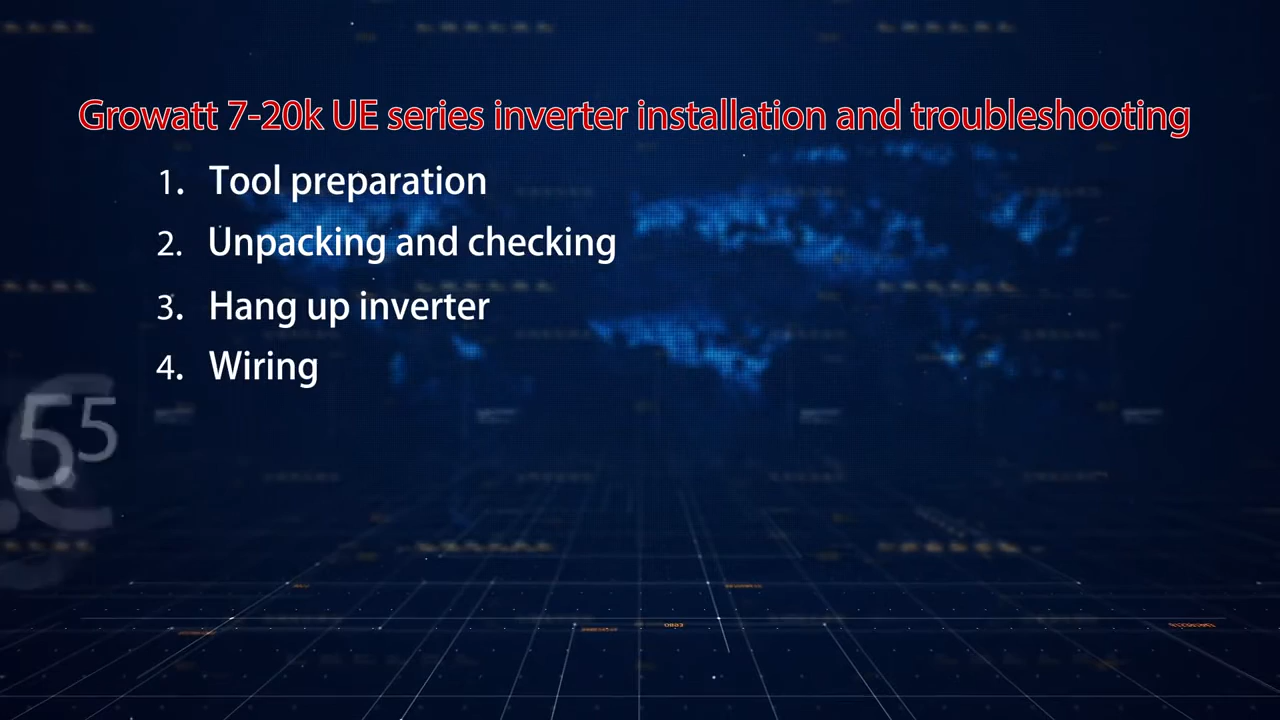 Growatt 7-20k UE series inverter installation and troubleshooting
1. Tool preparation
2. Unpacking and checking
3. Hang up inverter
4. Wiring
55